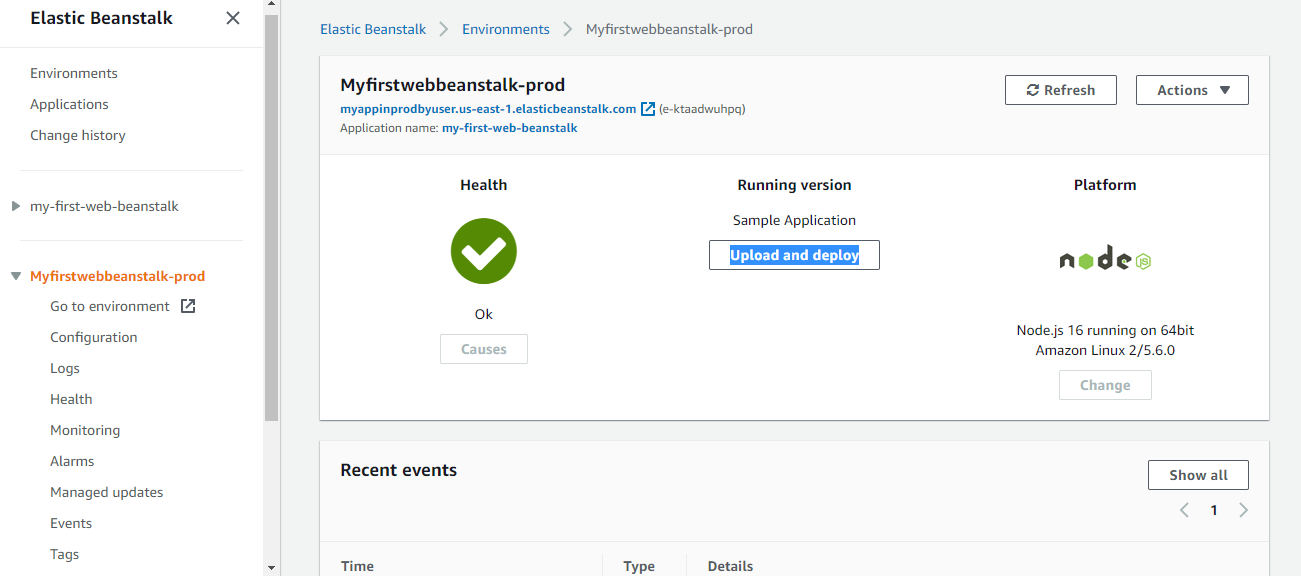 Elastic Beanstalk
Environments
Applications
Change history
my-first-web-beanstalk
Myfirstwebbeanstalk-prod
Go to environment
Configuration
Logs
Health
Monitoring
Alarms
Managed updates
Events
Tags
Elastic Beanstalk > Environments > Myfirstwebbeanstalk-prod
Myfirstwebbeanstalk-prod
myappinprodbyuser.us-east-1.elasticbeanstalk.com (e-ktaadwuhpq)
Application name: my-first-web-beanstalk
Refresh
Actions
Health
Ok
Causes
Running version
Sample Application
Upload and deploy
Platform
node JS
Node.js 16 running on 64bit
Amazon Linux 2/5.6.0
Change
Recent events
Show all
1
Time Type Details